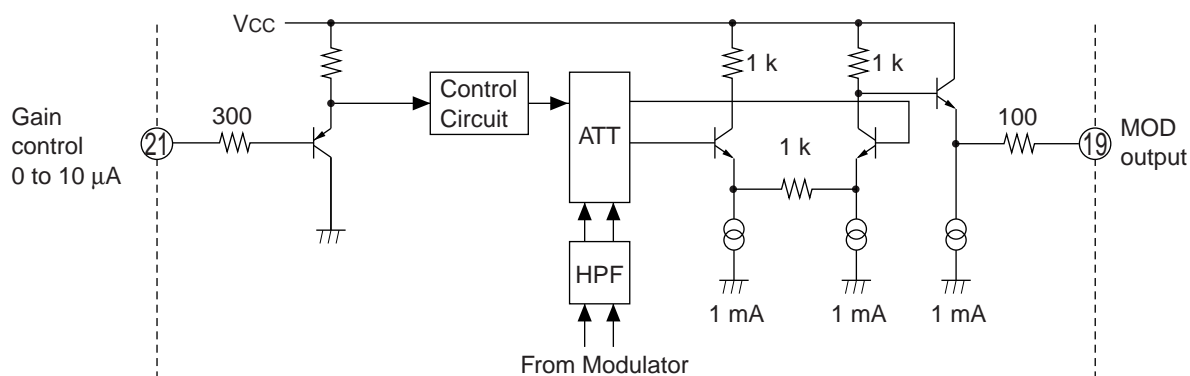 VCC
1 k
1 k
Control
Circuit
Gain
control
0 to 10 μA
21
300
ATT
1 k
100
19
MOD
output
HPF
1 mA
1 mA
1 mA
From Modulator